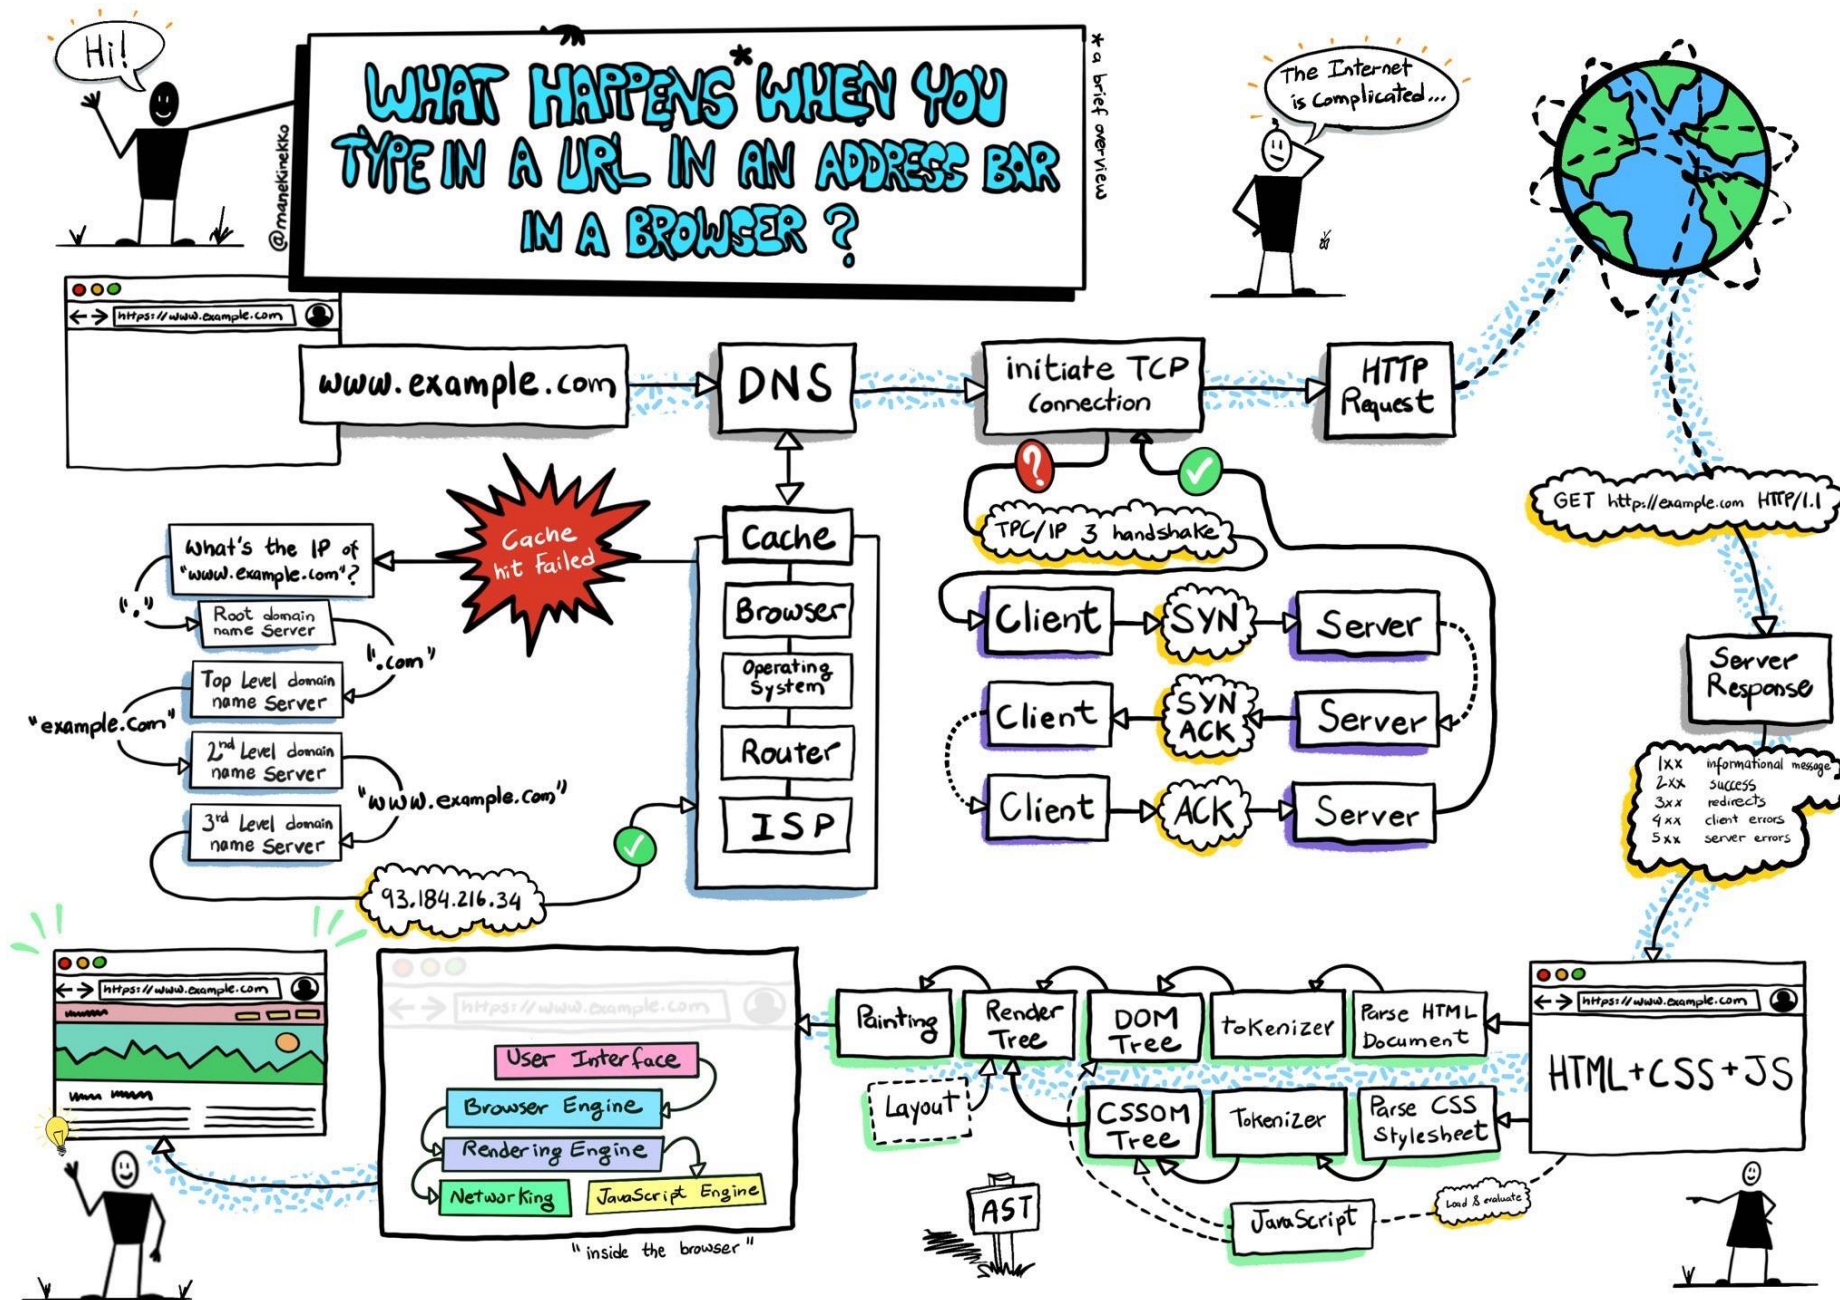 Hi!
WHAT HAPPENS* WHEN YOU
TYPE IN A URL IN AN ADDRESS BAR
IN A BROWSER ?
* a brief overview
@manekinekko
The Internet
is complicated...
https://www.example.com
www.example.com
DNS
initiate TCP
Connection
HTTP
Request
GET http://example.com HTTP/1.1
Server
Response
1xx informational message
2xx success
3xx redirects
4xx client errors
5xx server errors
Cache
Browser
Operating
System
Router
ISP
Cache
hit Failed
What's the IP of
"www.example.com"?
"."
Root domain
name Server
".com"
Top Level domain
name Server
"example.com"
2nd Level domain
name Server
"www.example.com"
3rd Level domain
name Server
93.184.216.34
?
TPC/IP 3 handshake
Client SYN Server
Client SYN ACK Server
Client ACK Server
https://www.example.com
HTML+CSS+JS
Parse HTML
Document
tokenizer
DOM
Tree
Render
Tree
Painting
Layout
Parse CSS
Stylesheet
Tokenizer
CSSOM
Tree
Load & evaluate
JavaScript
AST
https://www.example.com
User Interface
Browser Engine
Rendering Engine
Networking
JavaScript Engine
"inside the browser"
https://www.example.com